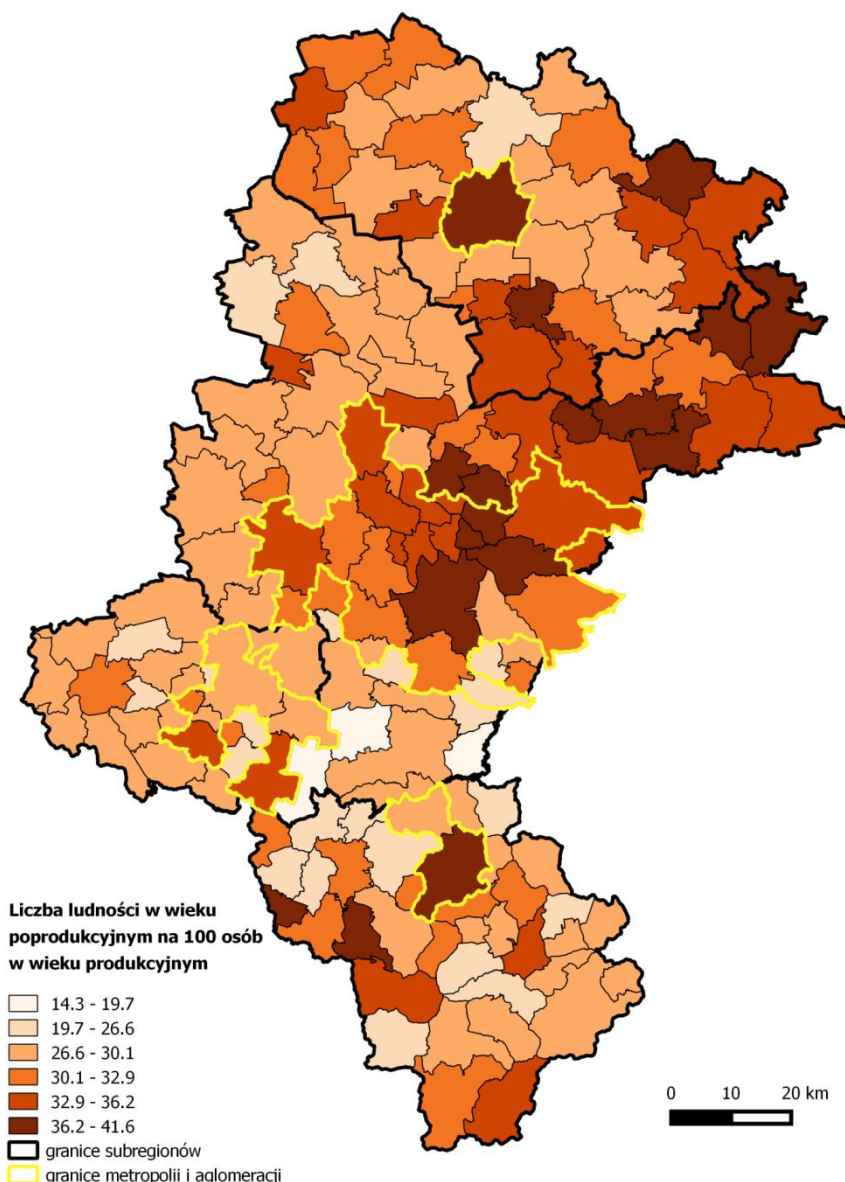 Liczba ludności w wieku
poprodukcyjnym na 100 osób
w wieku produkcyjnym
14.3 - 19.7
19.7 - 26.6
26.6 - 30.1
30.1 - 32.9
32.9 - 36.2
36.2 - 41.6
granice subregionów
granice metropolii i aglomeracji
0 10 20 km